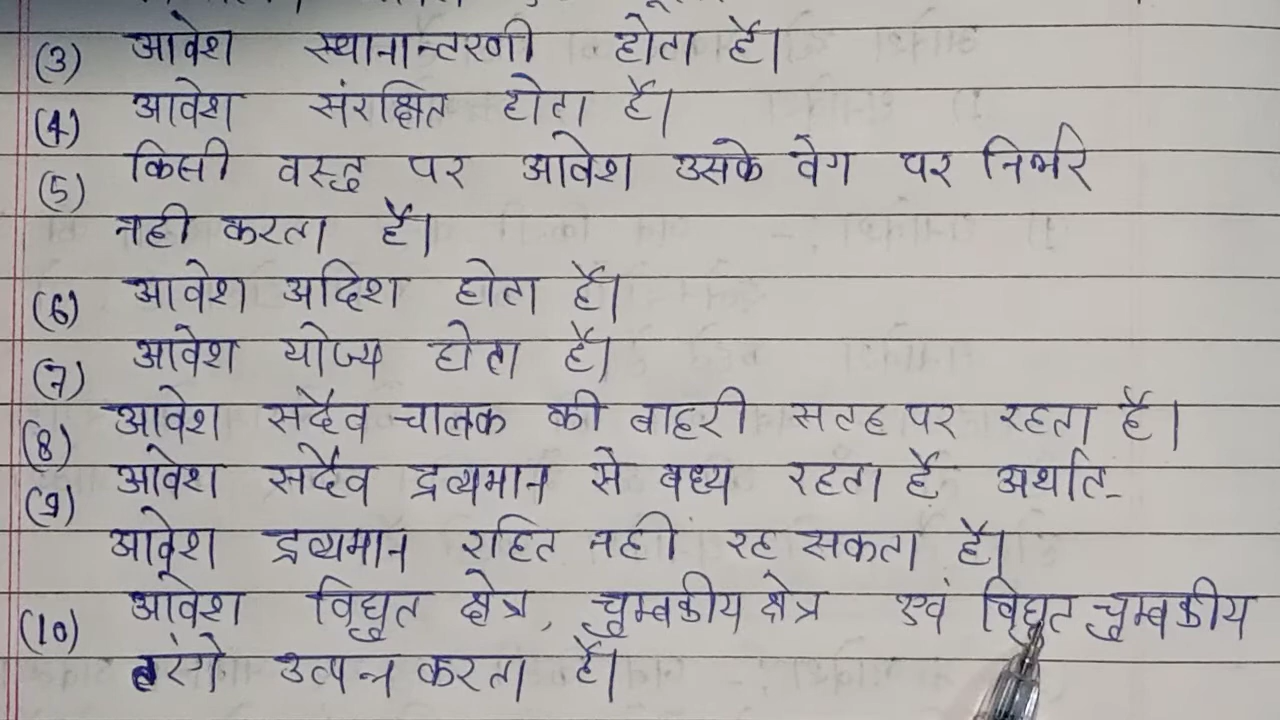 (3) आवेश स्थानान्तरणी होता है।
(4) आवेश संरक्षित होता है।
(5) किसी वस्तु पर आवेश उसके वेग पर निर्भर
नही करता है।
(6) आवेश अदिश होता है।
(7) आवेश योज्य होता है।
(8) आवेश सदैव चालक की बाहरी सतह पर रहता है।
(9) आवेश सदैव द्रव्यमान से बध्य रहता है अर्थात-
आवेश द्रव्यमान रहित नही रह सकता है।
(10) आवेश विद्युत क्षेत्र, चुम्बकीय क्षेत्र एवं विद्युत चुम्बकीय
तरंगे उत्पन्न करता है।